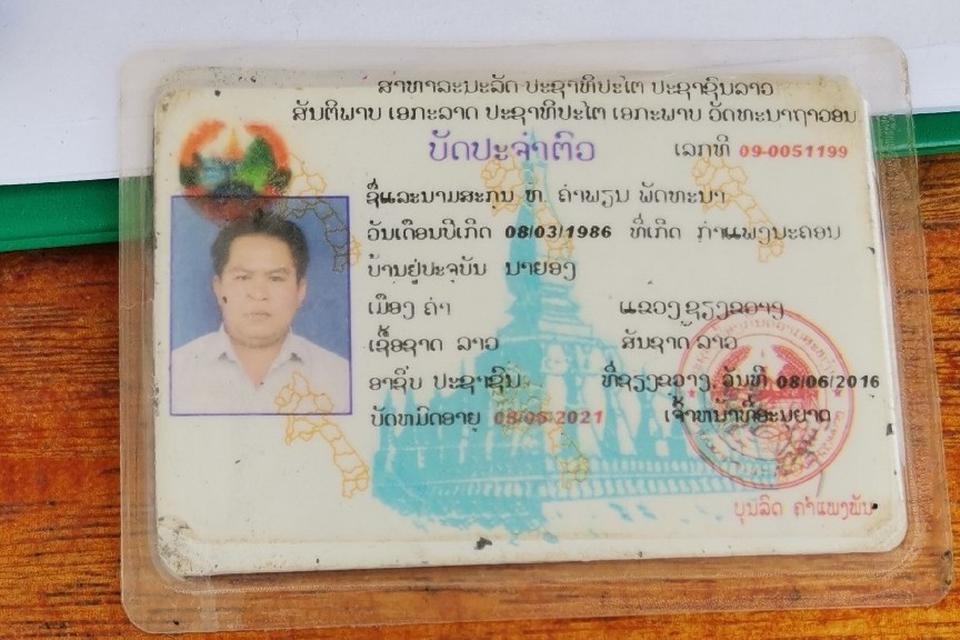 ສາທາລະນະລັດ ປະຊາທິປະໄຕ ປະຊາຊົນລາວ
ສັນຕິພາບ ເອກະລາດ ປະຊາທິປະໄຕ ເອກະພາບ ວັດທະນາຖາວອນ
ບັດປະຈຳຕົວ ເລກທີ 09-0051199
ຊື່ແລະນາມສະກຸນ ທ. ຄຳພຽນ ພັດທະນາ
ວັນເດືອນປີເກີດ 08/03/1986 ທີ່ເກີດ ກຳແພງນະຄອນ
ບ້ານຢູ່ປະຈຸບັນ ນາຍອງ
ເມືອງ ຄຳ ແຂວງ ຊຽງຂວາງ
ເຊື້ອຊາດ ລາວ ສັນຊາດ ລາວ
ອາຊີບ ປະຊາຊົນ ທີ່ຊຽງຂວາງ, ວັນທີ 08/06/2016
ບັດຫມົດອາຍຸ 08/06/2021 ເຈົ້າຫນ້າທີ່ອະນຸຍາດ
ບຸນລິດ ຄຳແພງພັນ